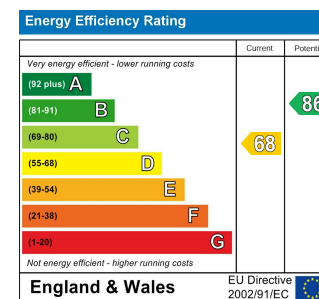 Energy Efficiency Rating
Current
Very energy efficient - lower running costs
(92 plus) A
(81-91) B
86
(69-80) C
68
(55-68) D
(39-54) E
(21-38) F
(1-20) G
Not energy efficient - higher running costs
England & Wales
EU Directive
2002/91/EC